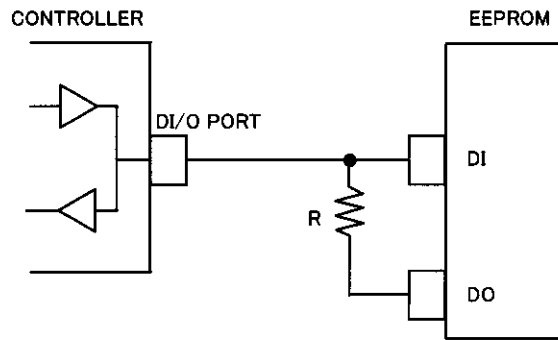 CONTROLLER
EEPROM
DI/O PORT
DI
R
DO